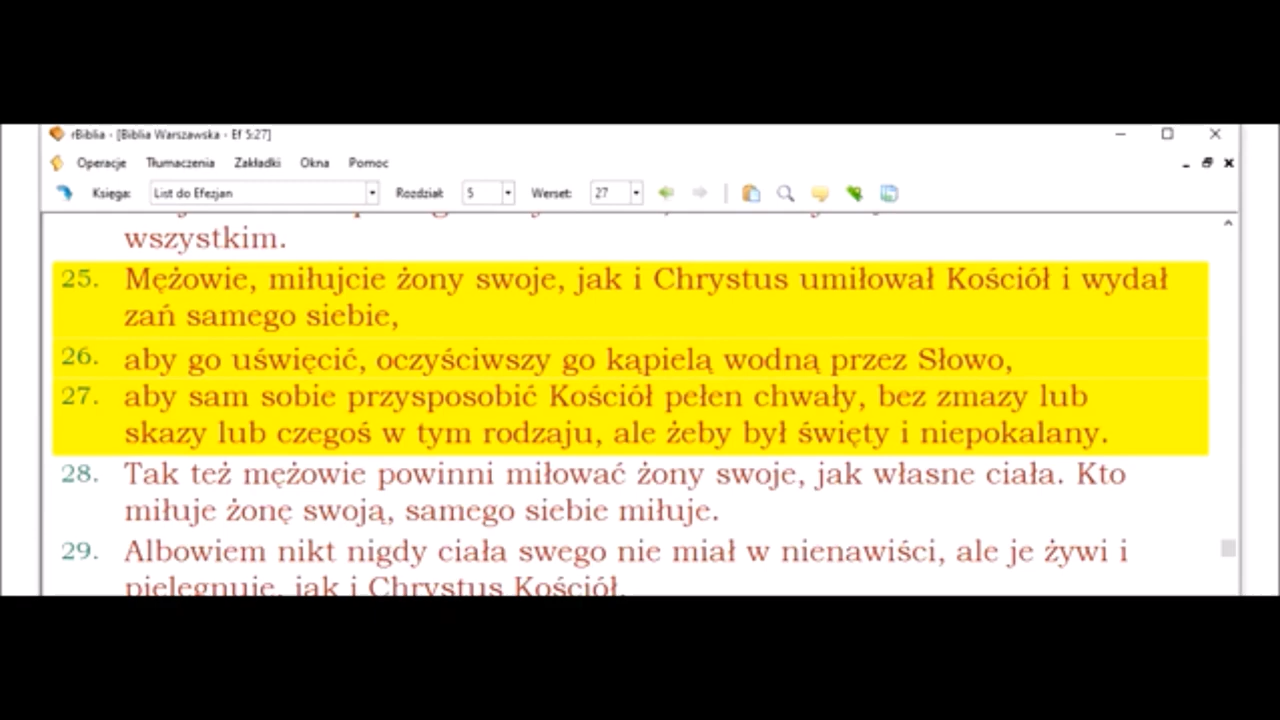 rBiblia - [Biblia Warszawska - Ef 5:27]
Operacje Tłumaczenia Zakładki Okna Pomoc
Księga: List do Efezjan Rozdział: 5 Werset: 27
wszystkim.
25. Mężowie, miłujcie żony swoje, jak i Chrystus umiłował Kościół i wydał
zań samego siebie,
26. aby go uświęcić, oczyściwszy go kąpielą wodną przez Słowo,
27. aby sam sobie przysposobić Kościół pełen chwały, bez zmazy lub
skazy lub czegoś w tym rodzaju, ale żeby był święty i niepokalany.
28. Tak też mężowie powinni miłować żony swoje, jak własne ciała. Kto
miłuje żonę swoją, samego siebie miłuje.
29. Albowiem nikt nigdy ciała swego nie miał w nienawiści, ale je żywi i
pielęgnuje, jak i Chrystus Kościół,